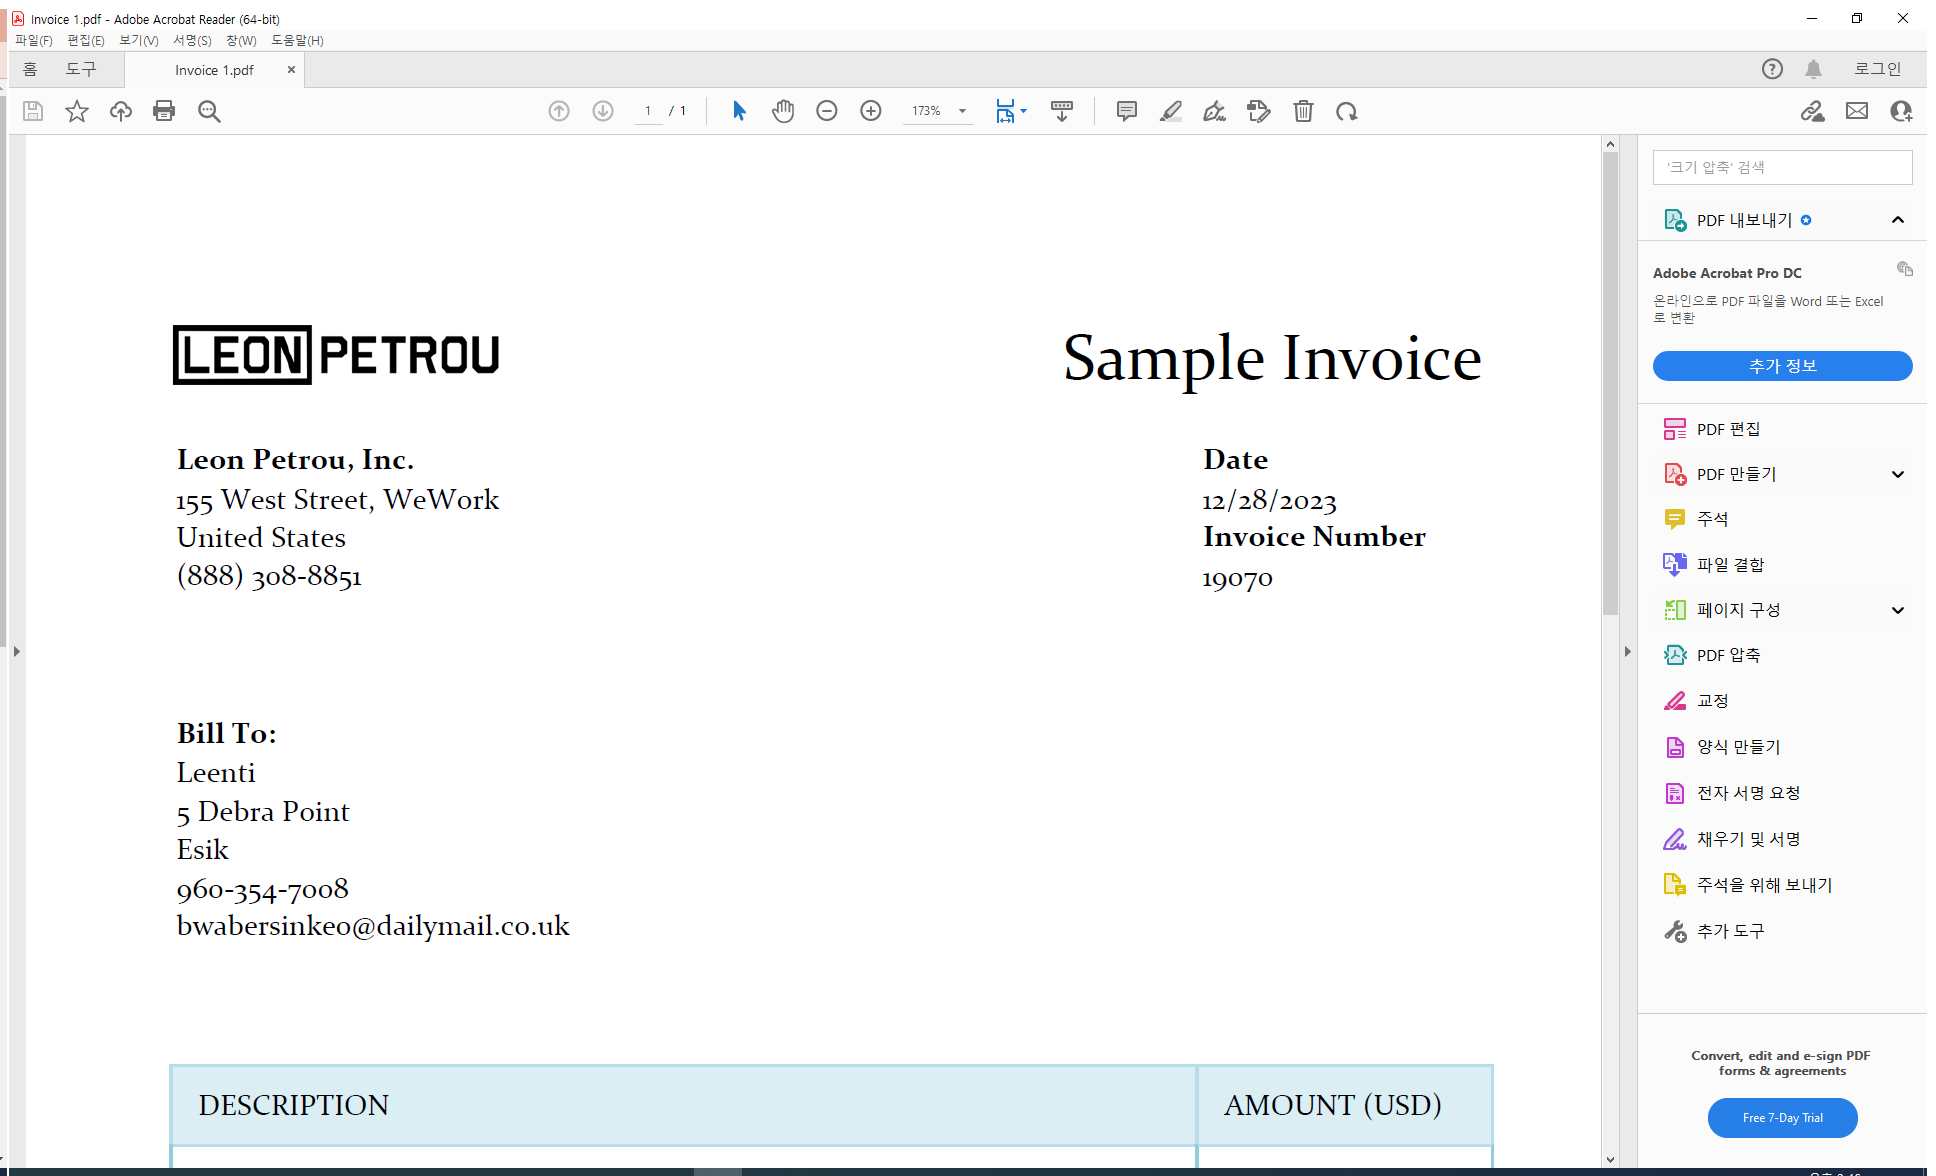 Invoice 1.pdf - Adobe Acrobat Reader (64-bit)
파일(F) 편집(E) 보기(V) 서명(S) 창(W) 도움말(H)
홈 도구 Invoice 1.pdf 로그인
1 / 1 173%
'크기 압축' 검색
PDF 내보내기
Adobe Acrobat Pro DC
온라인으로 PDF 파일을 Word 또는 Excel
로 변환
추가 정보
PDF 편집
PDF 만들기
주석
파일 결합
페이지 구성
PDF 압축
교정
양식 만들기
전자 서명 요청
채우기 및 서명
주석을 위해 보내기
추가 도구
Convert, edit and e-sign PDF
forms & agreements
Free 7-Day Trial
LEON PETROU
Sample Invoice
Leon Petrou, Inc.
155 West Street, WeWork
United States
(888) 308-8851
Date
12/28/2023
Invoice Number
19070
Bill To:
Leenti
5 Debra Point
Esik
960-354-7008
bwabersinke0@dailymail.co.uk
DESCRIPTION AMOUNT (USD)